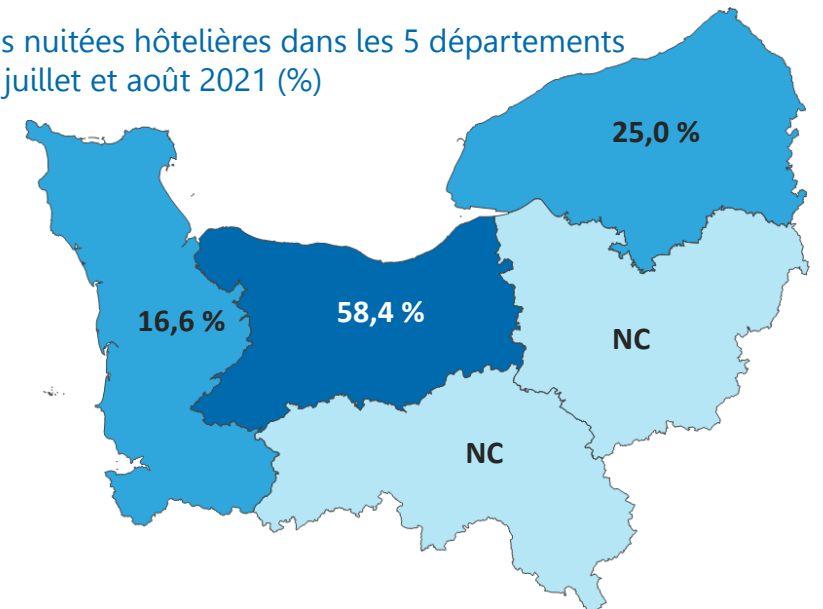 s nuitées hôtelières dans les 5 départements
juillet et août 2021 (%)
25,0 %
16,6 %
58,4 %
NC
NC